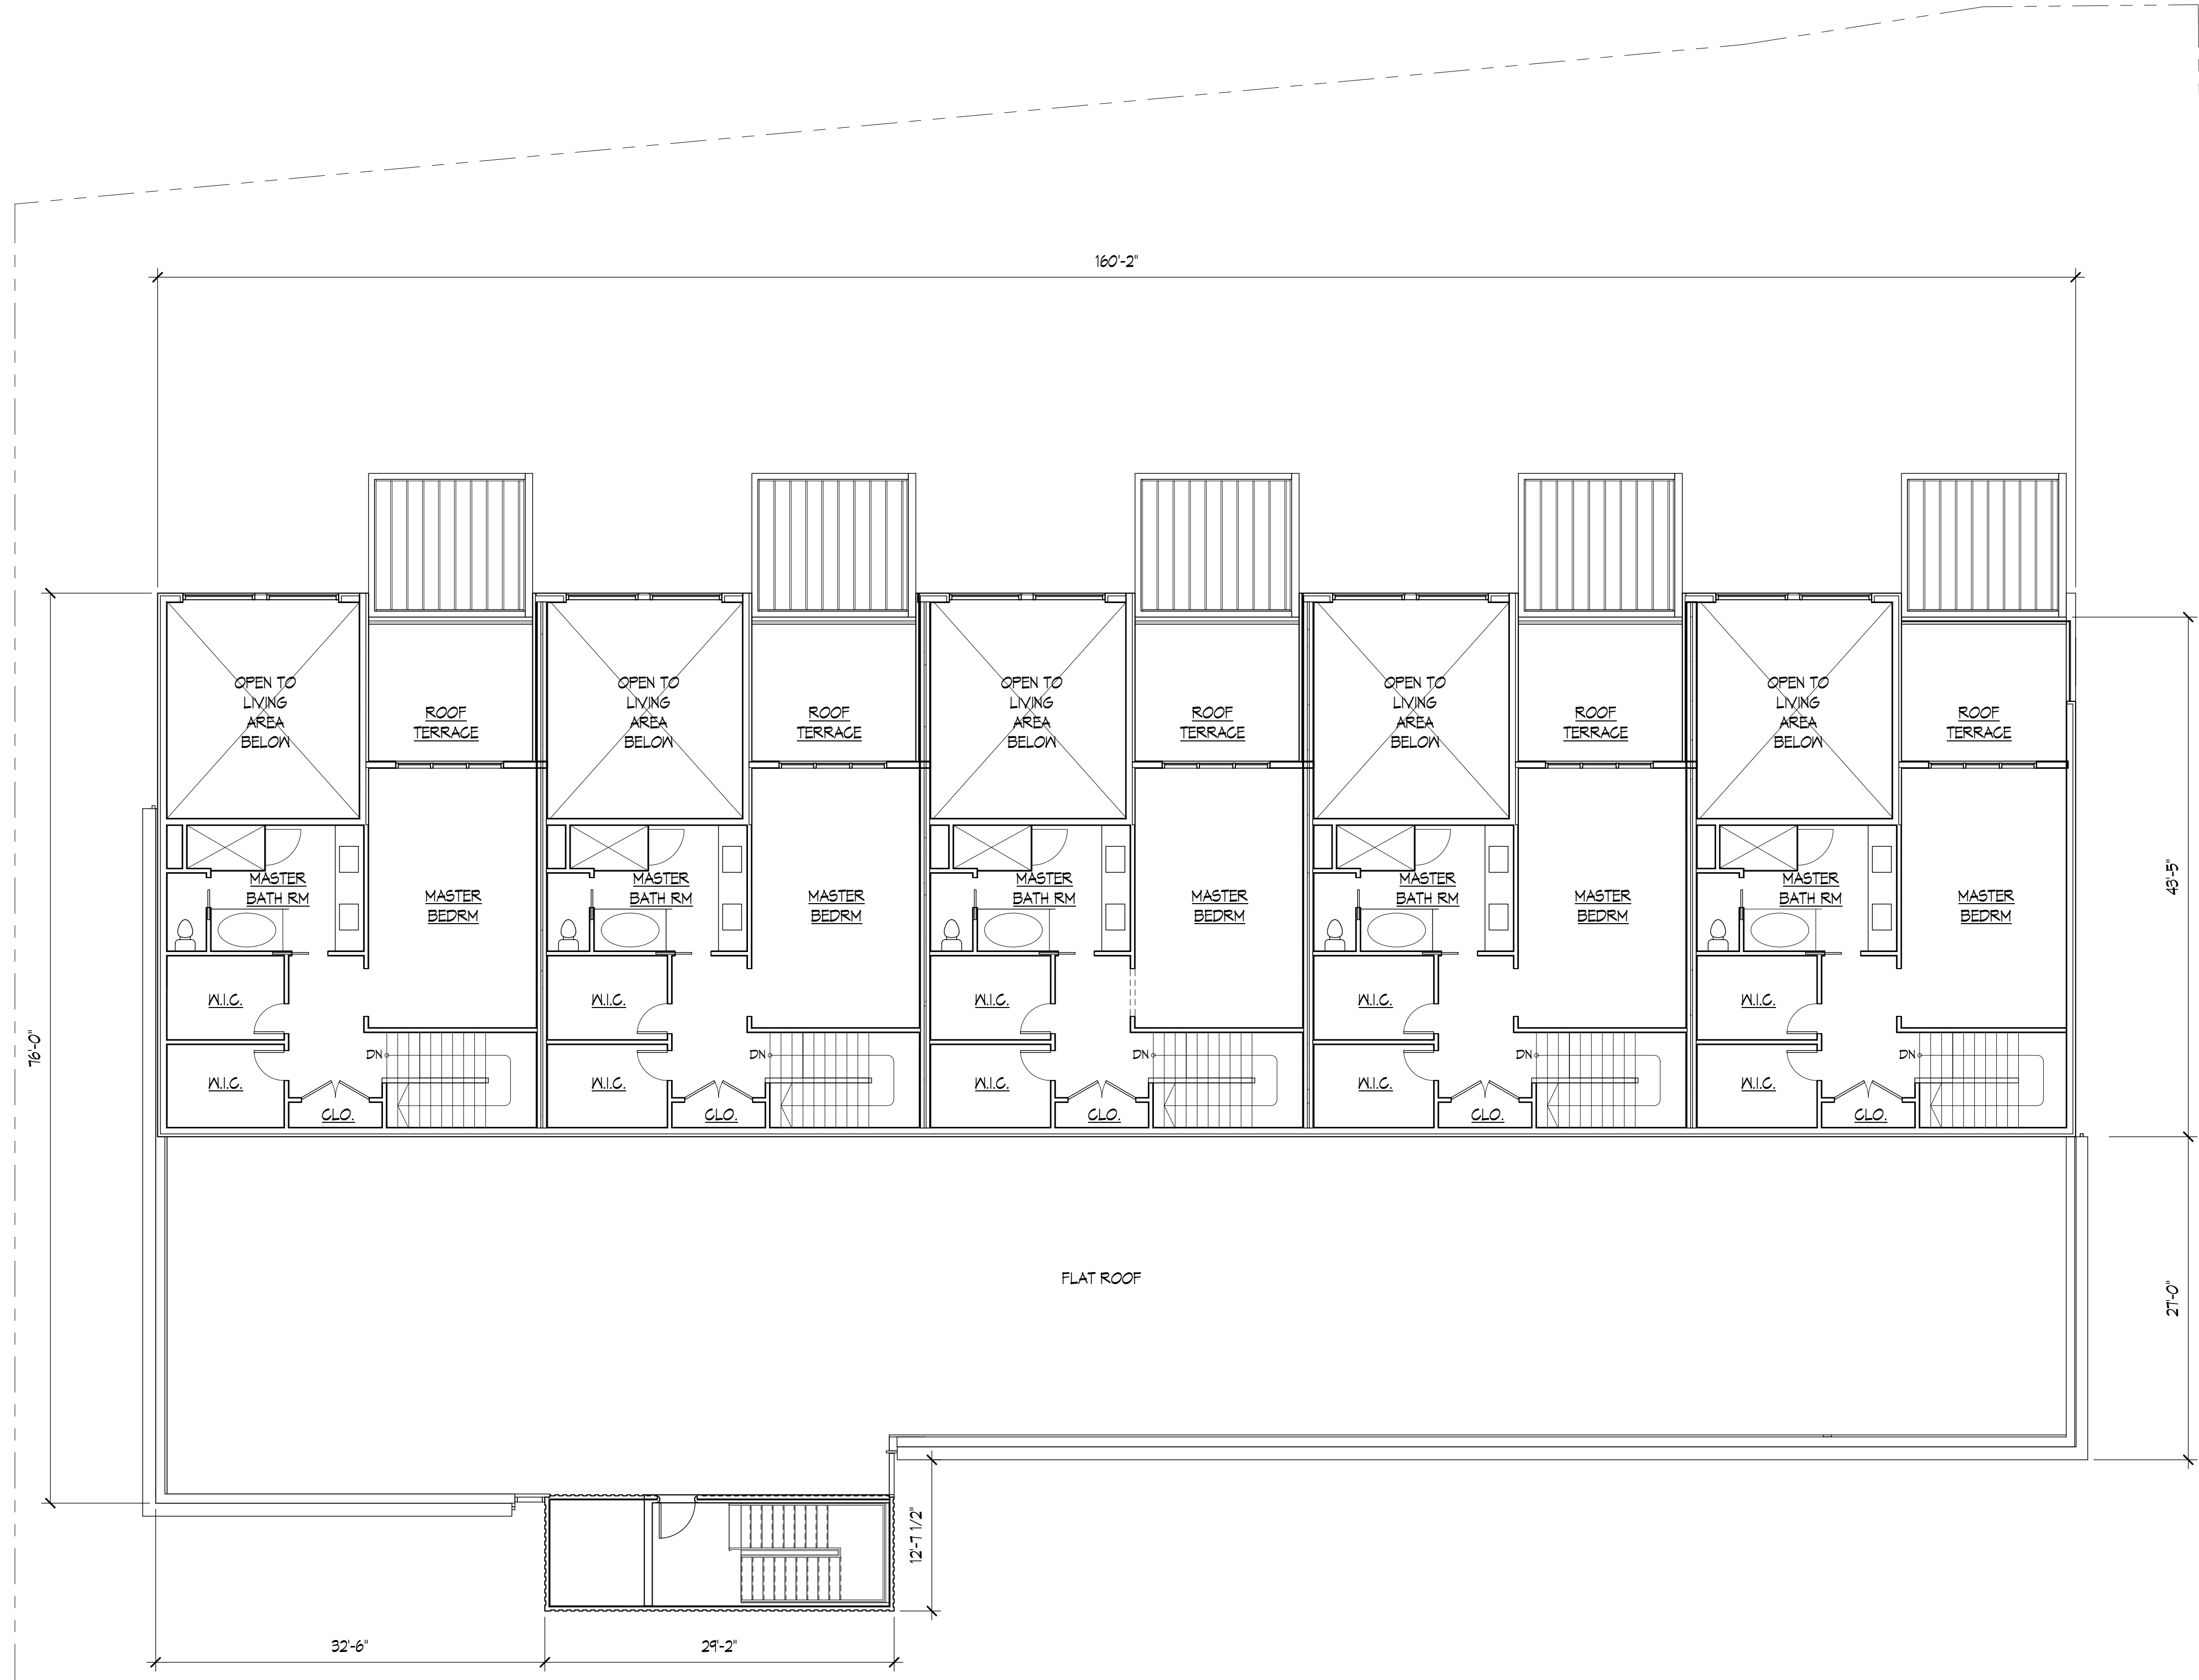 160'-2"
OPEN TO
LIVING
AREA
BELOW
ROOF
TERRACE
OPEN TO
LIVING
AREA
BELOW
ROOF
TERRACE
OPEN TO
LIVING
AREA
BELOW
ROOF
TERRACE
OPEN TO
LIVING
AREA
BELOW
ROOF
TERRACE
OPEN TO
LIVING
AREA
BELOW
ROOF
TERRACE
MASTER
BATH RM
MASTER
BEDRM
MASTER
BATH RM
MASTER
BEDRM
MASTER
BATH RM
MASTER
BEDRM
MASTER
BATH RM
MASTER
BEDRM
MASTER
BATH RM
MASTER
BEDRM
43'-5"
W.I.C.
W.I.C.
W.I.C.
W.I.C.
W.I.C.
76'-0"
DN
DN
DN
DN
DN
W.I.C.
W.I.C.
W.I.C.
W.I.C.
W.I.C.
CLO.
CLO.
CLO.
CLO.
CLO.
FLAT ROOF
27'-0"
12'-7 1/2"
32'-6"
29'-2"